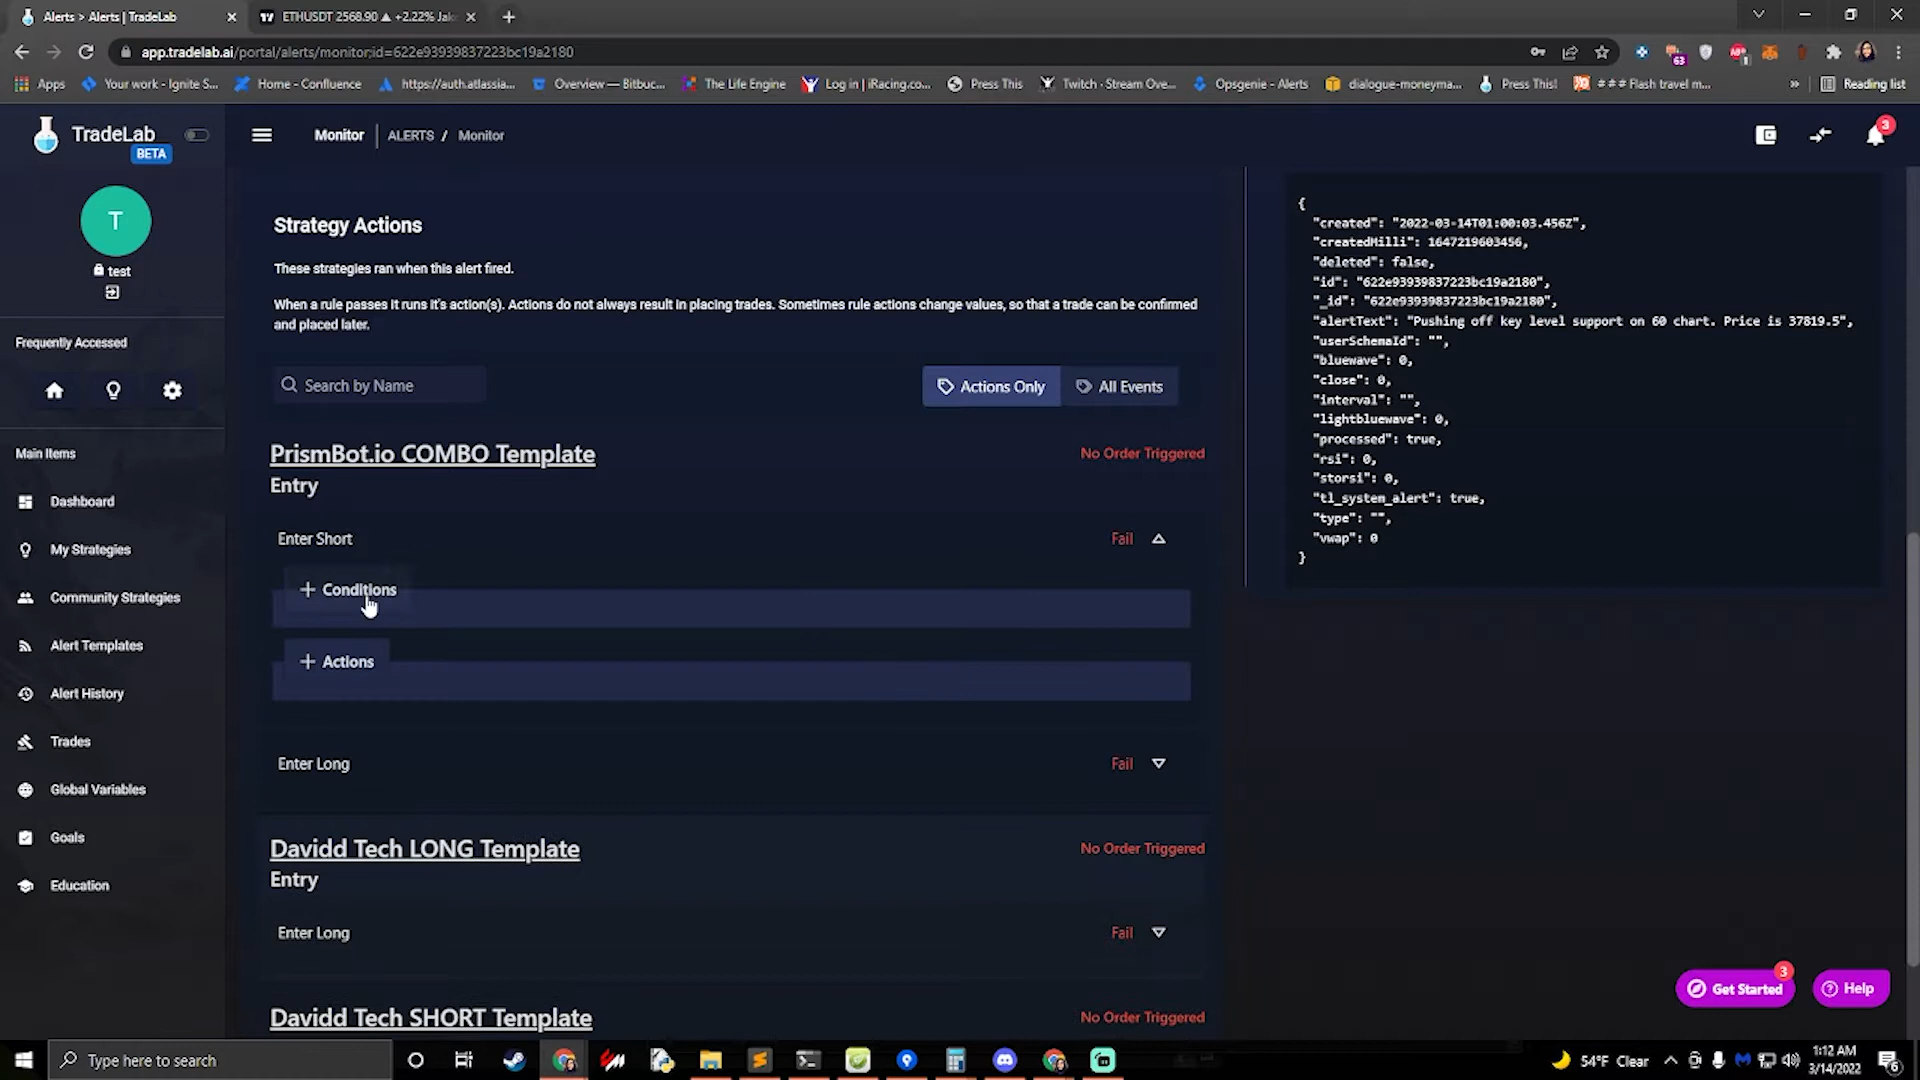 Alerts > Alerts | TradeLab
ETHUSDT 2568.90 ▲ +2.22%
app.tradelab.ai/portal/alerts/monitor;id=622e93939837223bc19a2180
63
1
Apps
Your work - Ignite S...
Home - Confluence
https://auth.atlassia...
Overview — Bitbuc...
The Life Engine
Log in | iRacing.co...
Press This
Twitch - Stream Ove...
Opsgenie - Alerts
dialogue-moneyma...
Press This!
# # # Flash travel m...
»
Reading list
TradeLab
BETA
Monitor
ALERTS / Monitor
3
T
test
Frequently Accessed
Main Items
Dashboard
My Strategies
Community Strategies
Alert Templates
Alert History
Trades
Global Variables
Goals
Education
Strategy Actions
These strategies ran when this alert fired.
When a rule passes it runs it's action(s). Actions do not always result in placing trades. Sometimes rule actions change values, so that a trade can be confirmed
and placed later.
Search by Name
Actions Only
All Events
PrismBot.io COMBO Template
No Order Triggered
Entry
Enter Short
Fail
+ Conditions
+ Actions
Enter Long
Fail
Davidd Tech LONG Template
No Order Triggered
Entry
Enter Long
Fail
Davidd Tech SHORT Template
No Order Triggered
{
"created": "2022-03-14T01:00:03.456Z",
"createdMilli": 1647219603456,
"deleted": false,
"id": "622e93939837223bc19a2180",
"_id": "622e93939837223bc19a2180",
"alertText": "Pushing off key level support on 60 chart. Price is 37819.5",
"userSchemaId": "",
"bluewave": 0,
"close": 0,
"interval": "",
"lightbluewave": 0,
"processed": true,
"rsi": 0,
"storsi": 0,
"tl_system_alert": true,
"type": "",
"vwap": 0
}
3
Get Started
Help
Type here to search
54°F Clear
1:12 AM
3/14/2022
6